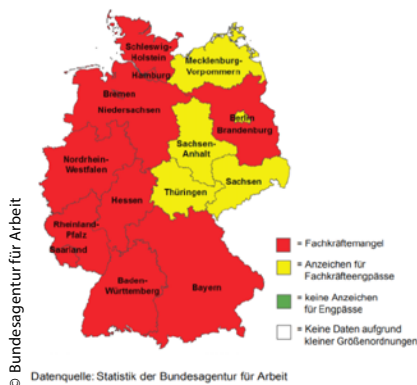 Schleswig-
Holstein
Hamburg
Mecklenburg-
Vorpommern
Bremen
Niedersachsen
Berlin
Brandenburg
Sachsen-
Anhalt
Nordrhein-
Westfalen
Hessen
Thüringen
Sachsen
Rheinland-
Pfalz
Saarland
Baden-
Württemberg
Bayern
= Fachkräftemangel
= Anzeichen für
Fachkräfteengpässe
= keine Anzeichen
für Engpässe
= Keine Daten aufgrund
kleiner Größenordnungen
Datenquelle: Statistik der Bundesagentur für Arbeit
© Bundesagentur für Arbeit